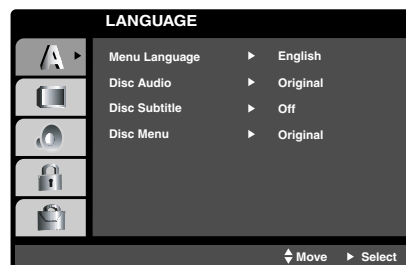 LANGUAGE
A
Menu Language English
Disc Audio Original
Disc Subtitle Off
Disc Menu Original
Move Select